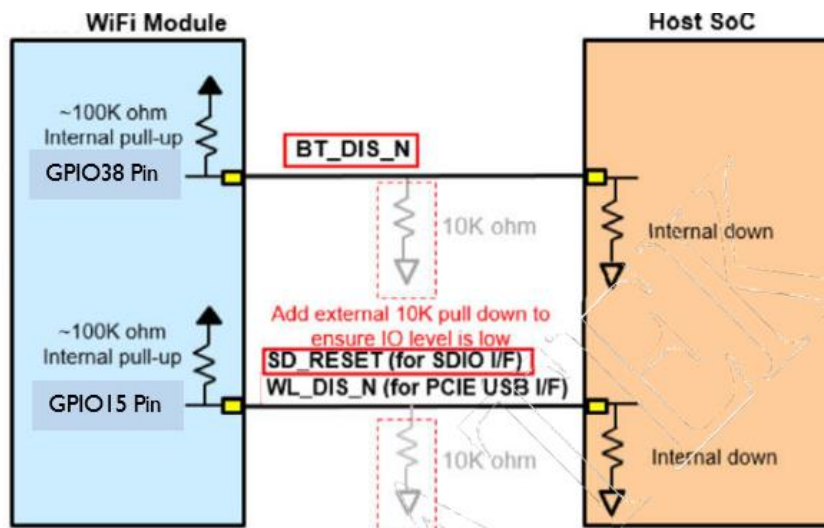 WiFi Module
Host SoC
~100K ohm
Internal pull-up
GPIO38 Pin
BT_DIS_N
10K ohm
Internal down
Add external 10K pull down to
ensure IO level is low
~100K ohm
Internal pull-up
SD_RESET (for SDIO I/F)
WL_DIS_N (for PCIE USB I/F)
GPIO15 Pin
10K ohm
Internal down